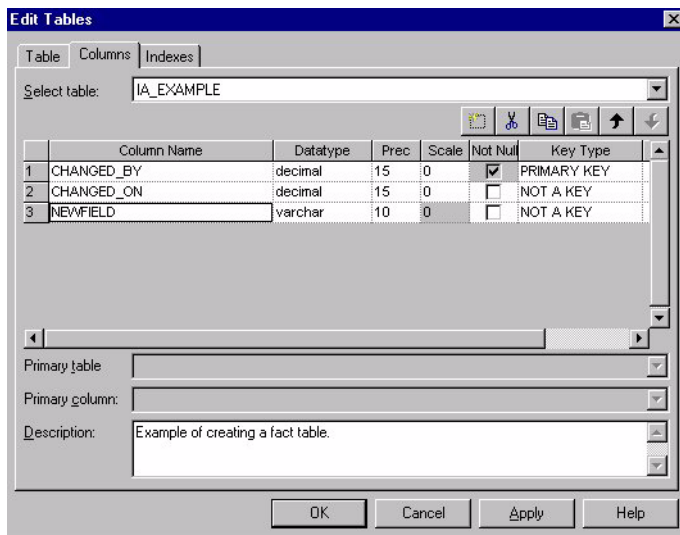 Edit Tables
Table Columns Indexes
Select table: IA_EXAMPLE
Column Name Datatype Prec Scale Not Null Key Type
1 CHANGED_BY decimal 15 0 PRIMARY KEY
2 CHANGED_ON decimal 15 0 NOT A KEY
3 NEWFIELD varchar 10 0 NOT A KEY
Primary table
Primary column:
Description: Example of creating a fact table.
OK Cancel Apply Help